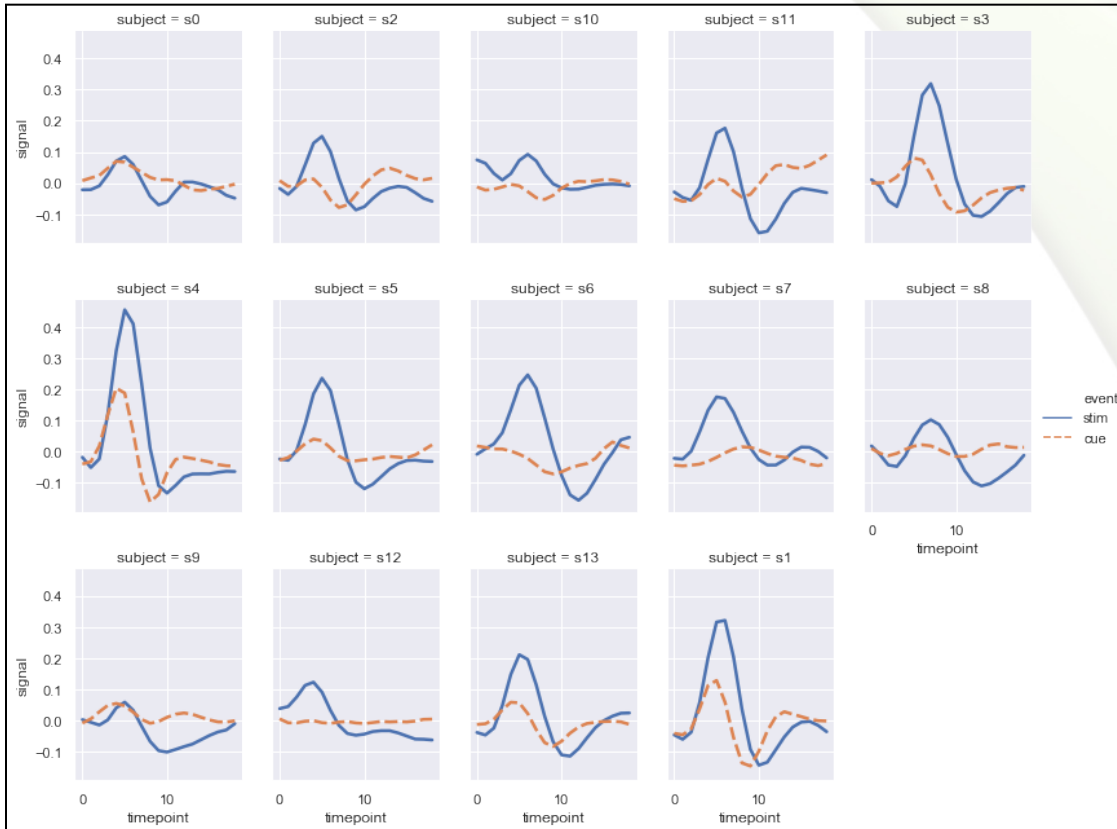 subject = s0
subject = s2
subject = s10
subject = s11
subject = s3
0.4
0.3
0.2
0.1
0.0
−0.1
signal
subject = s4
subject = s5
subject = s6
subject = s7
subject = s8
0.4
0.3
0.2
0.1
0.0
−0.1
signal
0
10
timepoint
event
stim
cue
subject = s9
subject = s12
subject = s13
subject = s1
0.4
0.3
0.2
0.1
0.0
−0.1
signal
0
10
timepoint
0
10
timepoint
0
10
timepoint
0
10
timepoint